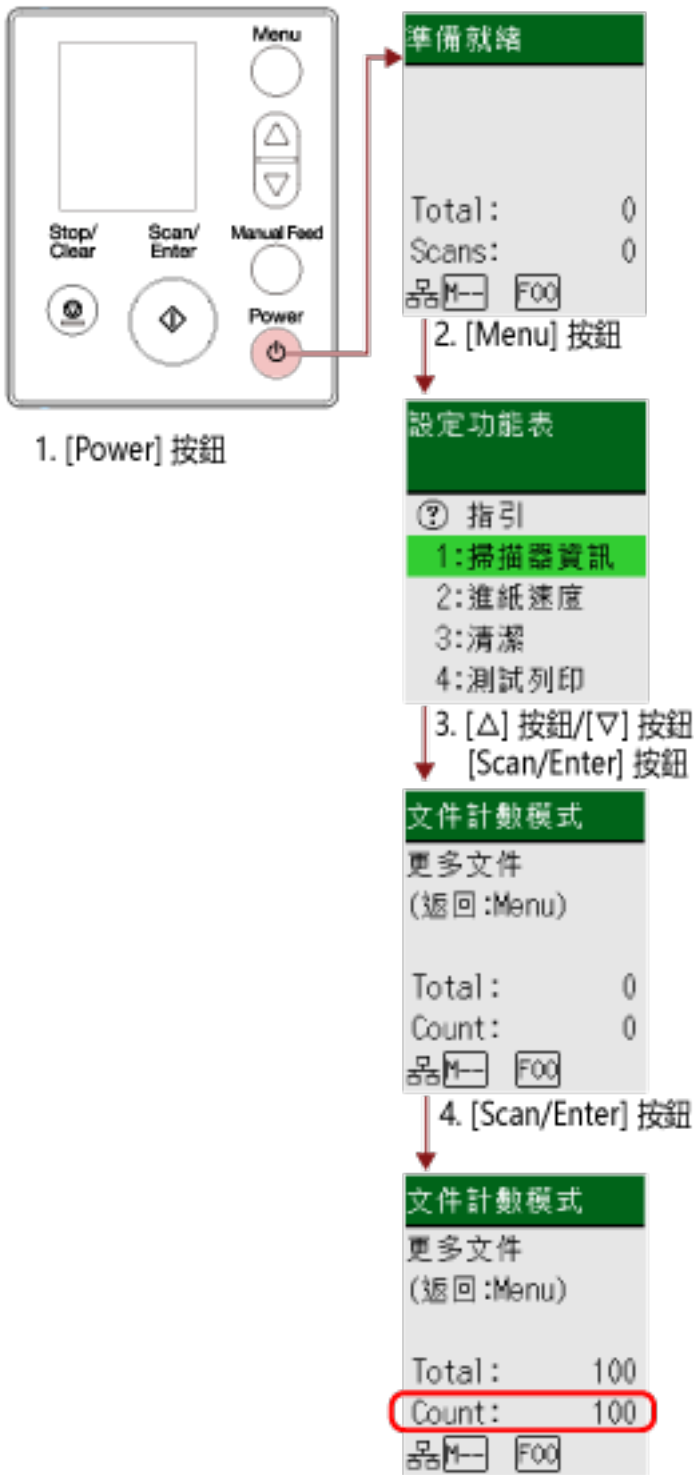 Menu
Stop/
Clear
Scan/
Enter
Manual Feed
Power
1. [Power] 按鈕
準備就緒
Total: 0
Scans: 0
M-- F00
2. [Menu] 按鈕
設定功能表
? 指引
1:掃描器資訊
2:進紙速度
3:清潔
4:測試列印
3. [△] 按鈕/[▽] 按鈕
[Scan/Enter] 按鈕
文件計數模式
更多文件
(返回:Menu)
Total: 0
Count: 0
M-- F00
4. [Scan/Enter] 按鈕
文件計數模式
更多文件
(返回:Menu)
Total: 100
Count: 100
M-- F00